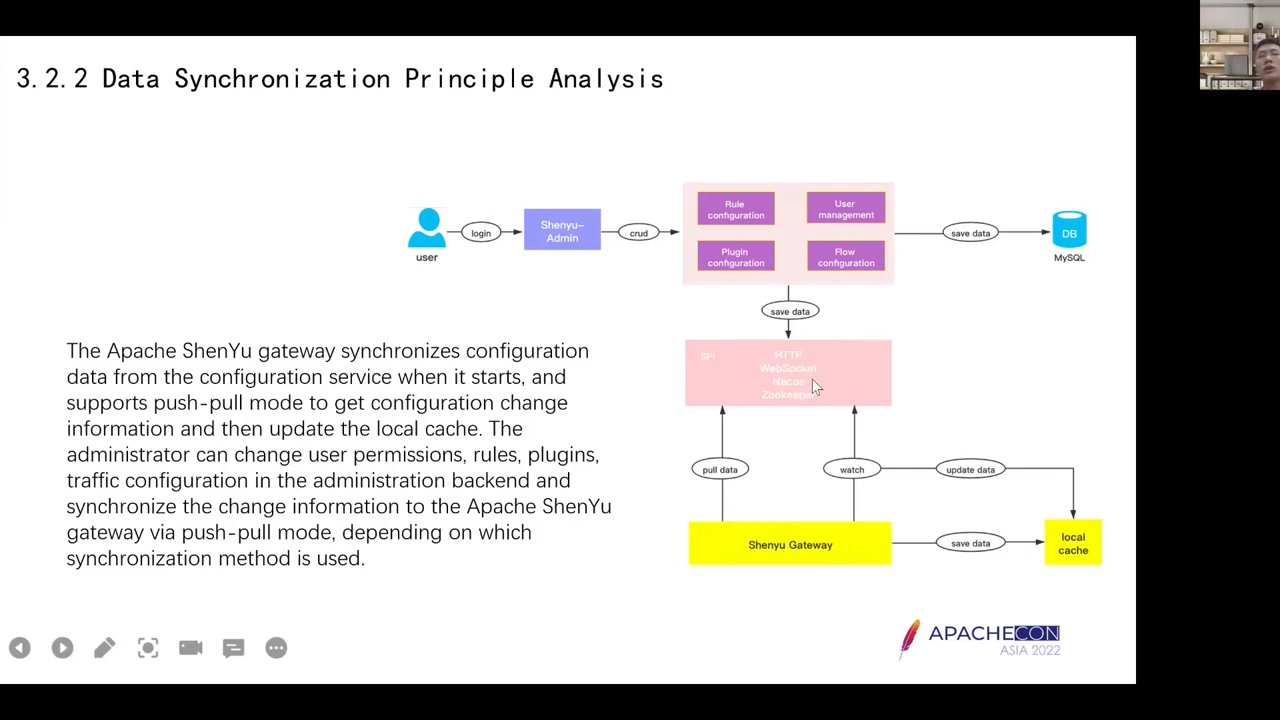 3.2.2 Data Synchronization Principle Analysis
Rule
configuration
User
management
login
Shenyu-
Admin
crud
save data
DB
user
Plugin
configuration
Flow
configuration
MySQL
save data
The Apache ShenYu gateway synchronizes configuration
data from the configuration service when it starts, and
supports push-pull mode to get configuration change
information and then update the local cache. The
administrator can change user permissions, rules, plugins,
traffic configuration in the administration backend and
synchronize the change information to the Apache ShenYu
gateway via push-pull mode, depending on which
synchronization method is used.
SPI
HTTP
WebSocket
Nacos
Zookeeper
pull data
watch
update data
Shenyu Gateway
save data
local
cache
APACHECON
ASIA 2022